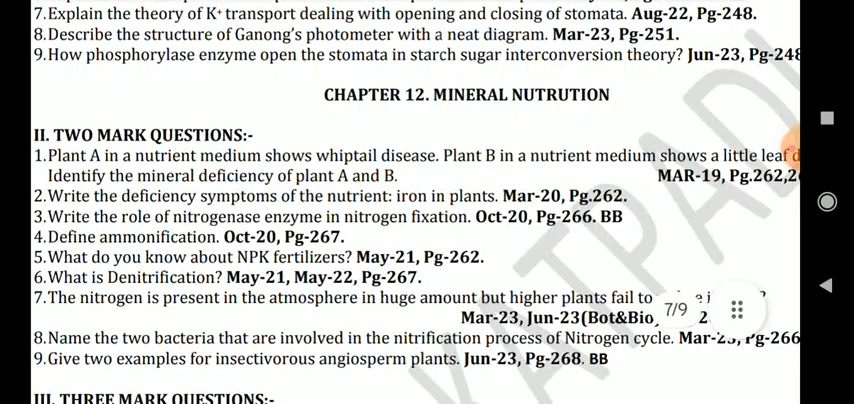 7.Explain the theory of K⁺ transport dealing with opening and closing of stomata. Aug-22, Pg-248.
8.Describe the structure of Ganong's photometer with a neat diagram. Mar-23, Pg-251.
9.How phosphorylase enzyme open the stomata in starch sugar interconversion theory? Jun-23, Pg-248
CHAPTER 12. MINERAL NUTRUTION
II. TWO MARK QUESTIONS:-
1.Plant A in a nutrient medium shows whiptail disease. Plant B in a nutrient medium shows a little leaf d
Identify the mineral deficiency of plant A and B. MAR-19, Pg.262,2
2.Write the deficiency symptoms of the nutrient: iron in plants. Mar-20, Pg.262.
3.Write the role of nitrogenase enzyme in nitrogen fixation. Oct-20, Pg-266. BB
4.Define ammonification. Oct-20, Pg-267.
5.What do you know about NPK fertilizers? May-21, Pg-262.
6.What is Denitrification? May-21, May-22, Pg-267.
7.The nitrogen is present in the atmosphere in huge amount but higher plants fail to
7/9
Mar-23, Jun-23(Bot&Bio
8.Name the two bacteria that are involved in the nitrification process of Nitrogen cycle. Mar-23, Pg-266
9.Give two examples for insectivorous angiosperm plants. Jun-23, Pg-268. BB
III. THREE MARK QUESTIONS:-
KATPADI